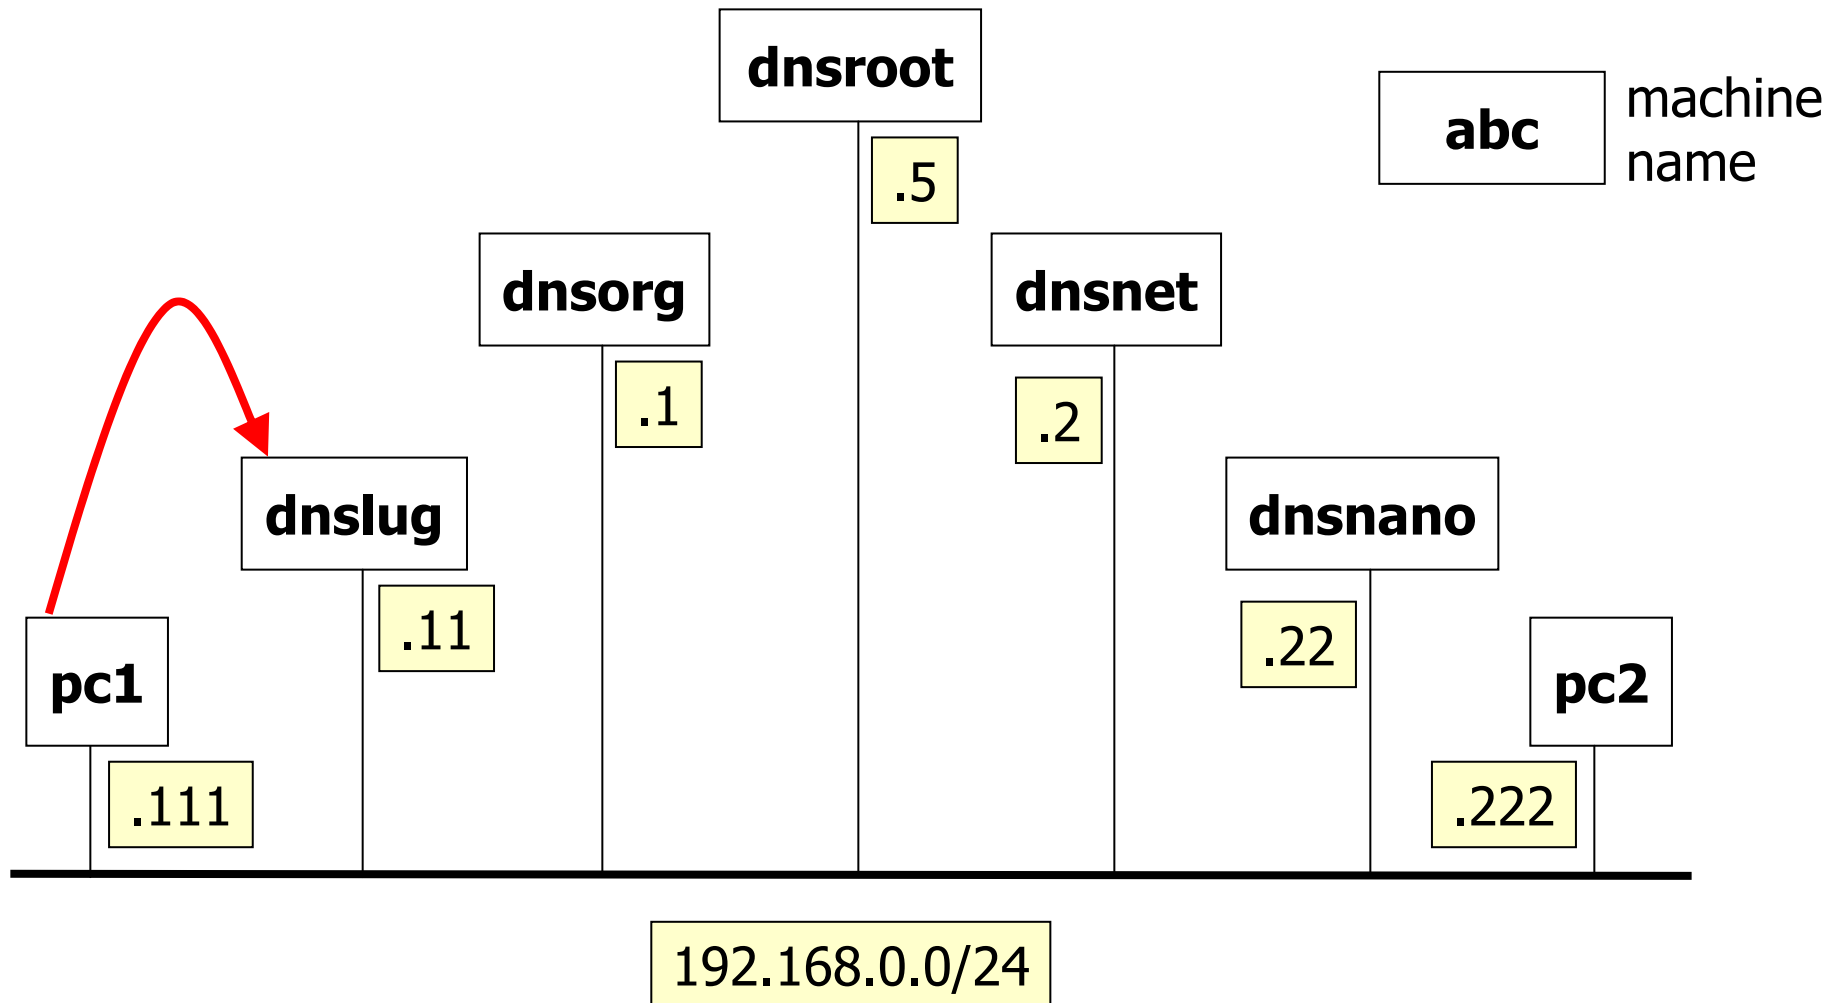 dnsroot
abc
machine
name
.5
dnsorg
dnsnet
.1
.2
dnslug
dnsnano
.11
.22
pc1
pc2
.111
.222
192.168.0.0/24